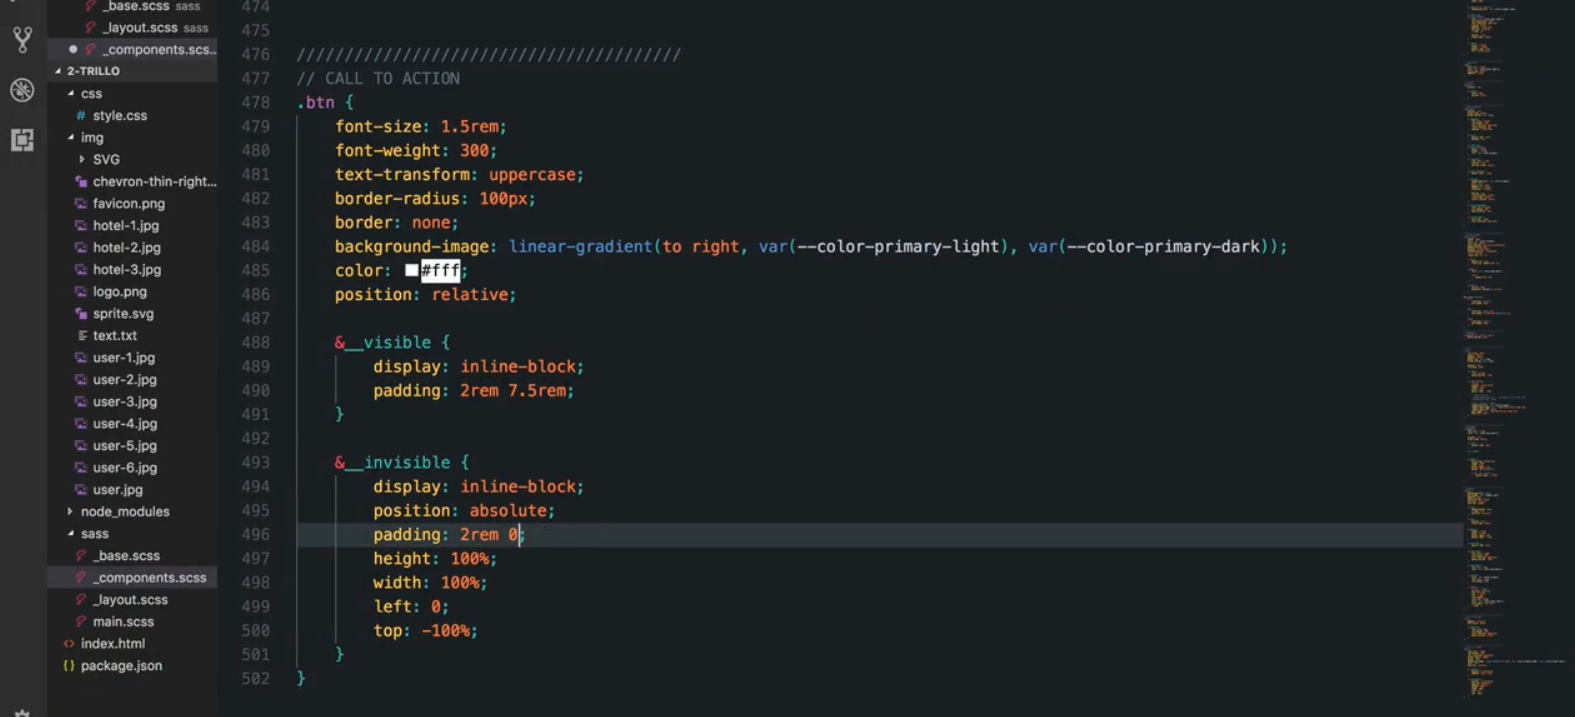 _base.scss sass
_layout.scss sass
_components.scs...
2-TRILLO
css
# style.css
img
SVG
chevron-thin-right...
favicon.png
hotel-1.jpg
hotel-2.jpg
hotel-3.jpg
logo.png
sprite.svg
text.txt
user-1.jpg
user-2.jpg
user-3.jpg
user-4.jpg
user-5.jpg
user-6.jpg
user.jpg
node_modules
sass
_base.scss
_components.scss
_layout.scss
main.scss
<> index.html
{} package.json
474
475
476 ////////////////////////////////////////
477 // CALL TO ACTION
478 .btn {
479 font-size: 1.5rem;
480 font-weight: 300;
481 text-transform: uppercase;
482 border-radius: 100px;
483 border: none;
484 background-image: linear-gradient(to right, var(--color-primary-light), var(--color-primary-dark));
485 color: #fff;
486 position: relative;
487
488 &__visible {
489 display: inline-block;
490 padding: 2rem 7.5rem;
491 }
492
493 &__invisible {
494 display: inline-block;
495 position: absolute;
496 padding: 2rem 0;
497 height: 100%;
498 width: 100%;
499 left: 0;
500 top: -100%;
501 }
502 }